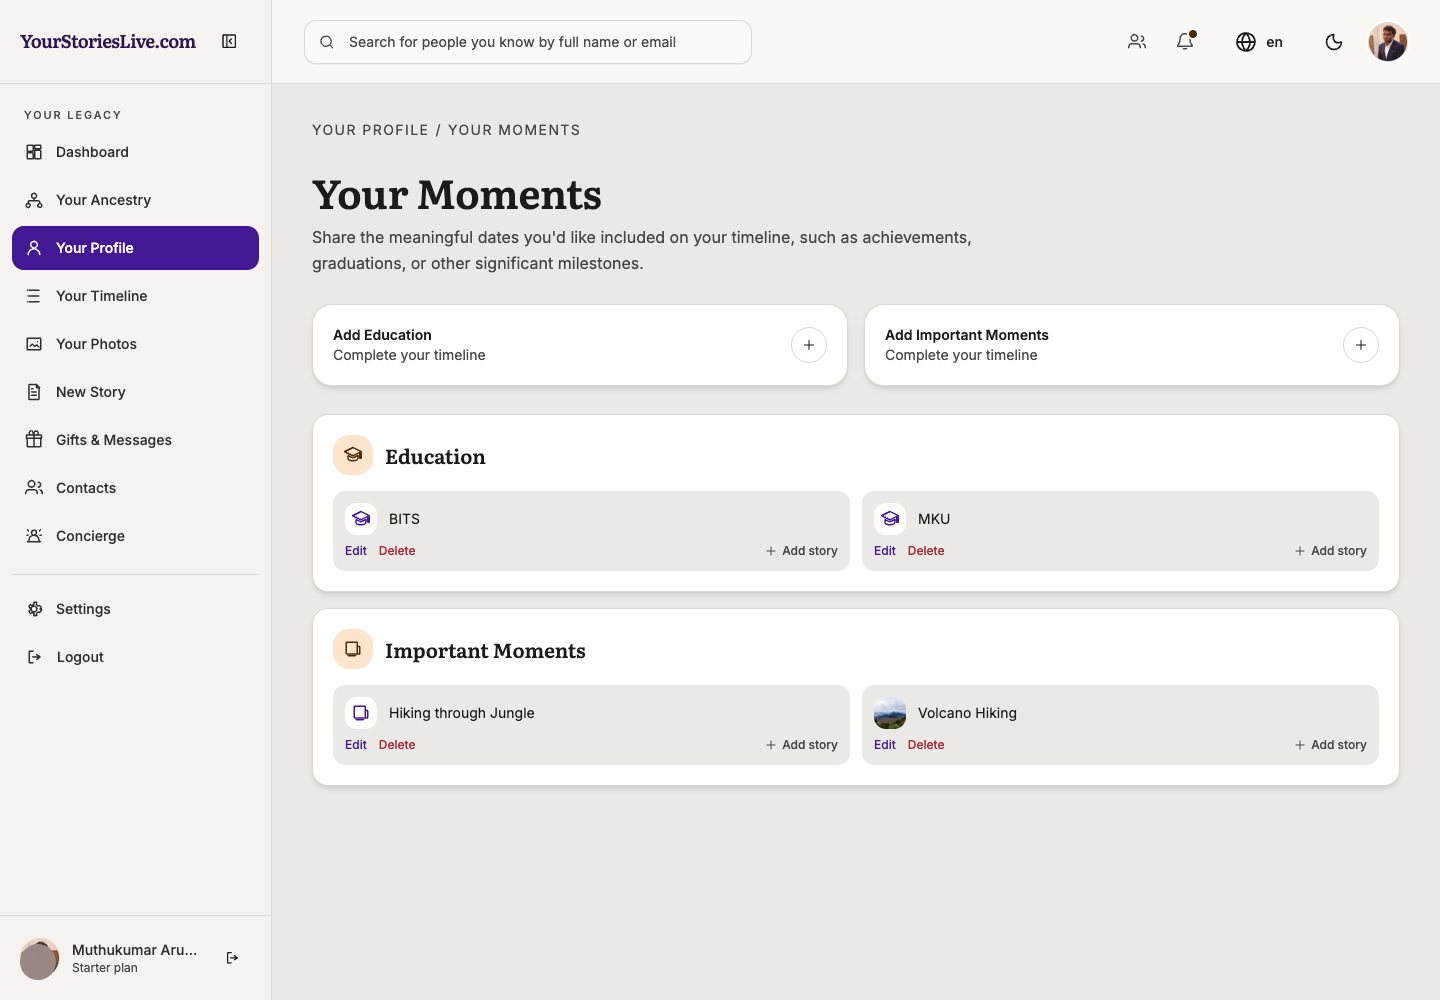 YourStoriesLive.com
Search for people you know by full name or email
en
YOUR LEGACY
Dashboard
Your Ancestry
Your Profile
Your Timeline
Your Photos
New Story
Gifts & Messages
Contacts
Concierge
Settings
Logout
Muthukumar Aru...
Starter plan
YOUR PROFILE / YOUR MOMENTS
Your Moments
Share the meaningful dates you'd like included on your timeline, such as achievements,
graduations, or other significant milestones.
Add Education
Complete your timeline
Add Important Moments
Complete your timeline
Education
BITS
Edit Delete + Add story
MKU
Edit Delete + Add story
Important Moments
Hiking through Jungle
Edit Delete + Add story
Volcano Hiking
Edit Delete + Add story